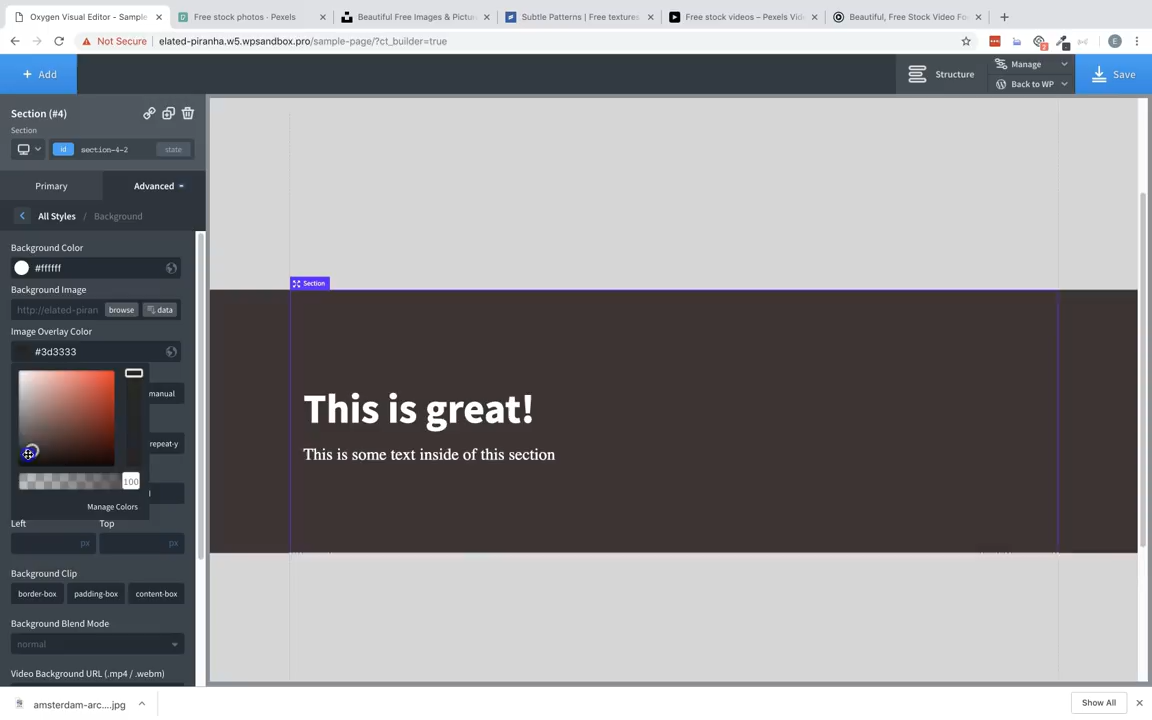 Oxygen Visual Editor - Sample
Free stock photos · Pexels
Beautiful Free Images & Pictur
Subtle Patterns | Free textures
Free stock videos – Pexels Vid
Beautiful, Free Stock Video Fo
Not Secure
elated-piranha.w5.wpsandbox.pro/sample-page/?ct_builder=true
E
+ Add
Structure
Manage
Back to WP
Save
Section (#4)
Section
id section-4-2 state
Primary
Advanced
All Styles / Background
Background Color
#ffffff
Background Image
http://elated-piran browse data
Image Overlay Color
#3d3333
manual
repeat-y
100
Manage Colors
Left Top
px px
Background Clip
border-box padding-box content-box
Background Blend Mode
normal
Video Background URL (.mp4 / .webm)
Section
This is great!
This is some text inside of this section
amsterdam-arc....jpg
Show All